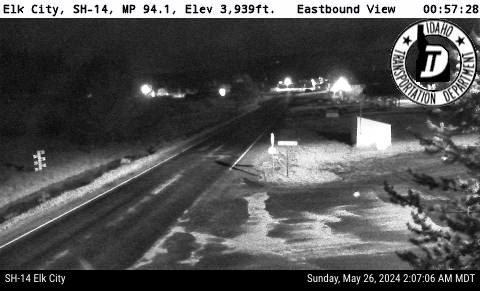 Elk City, SH-14, MP 94.1, Elev 3,939ft. Eastbound View 00:57:28
IDAHO
TRANSPORTATION DEPARTMENT
SH-14 Elk City Sunday, May 26, 2024 2:07:06 AM MDT